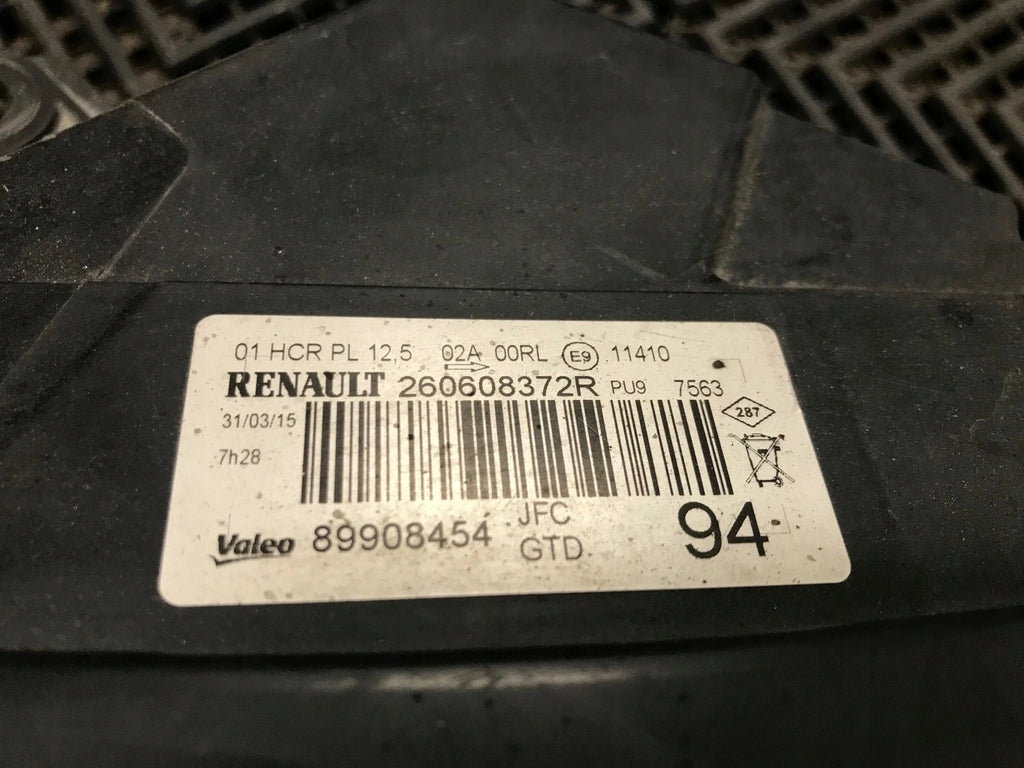 01 HCR PL 12,5 02A 00RL E9 11410
RENAULT 260608372R PU9 7563
31/03/15
287
7h28
Valeo 89908454 JFC
GTD
94